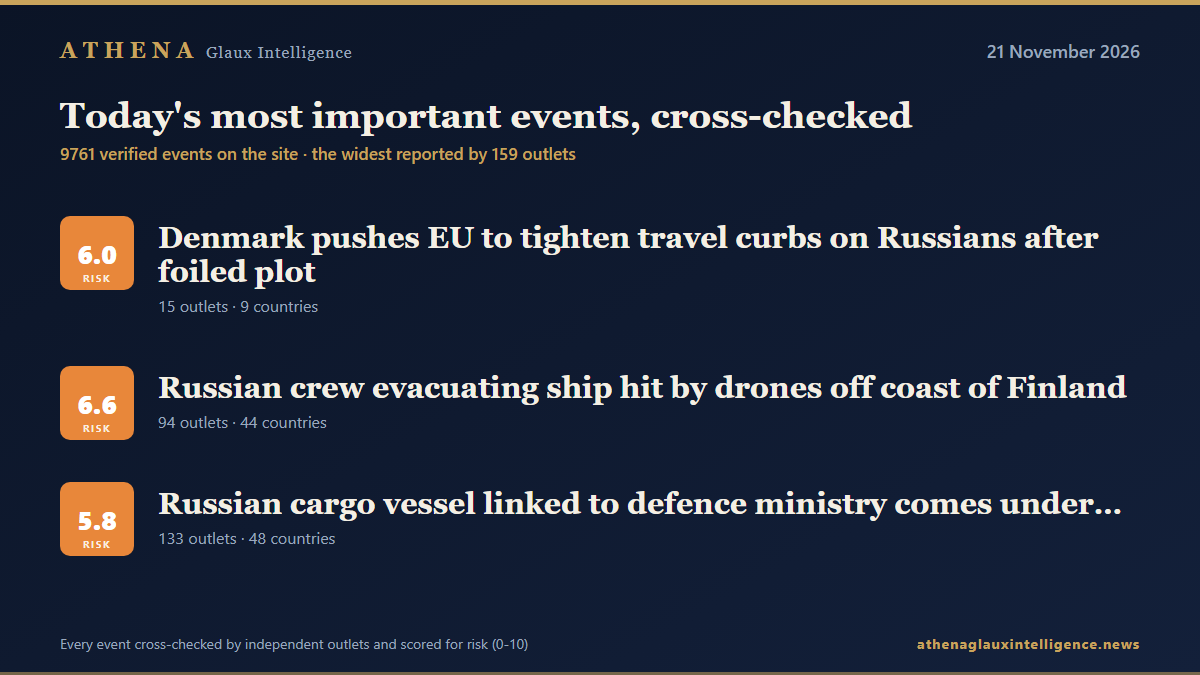 ATHENA Glaux Intelligence
21 November 2026
Today's most important events, cross-checked
9761 verified events on the site · the widest reported by 159 outlets
6.0
RISK
Denmark pushes EU to tighten travel curbs on Russians after
foiled plot
15 outlets · 9 countries
6.6
RISK
Russian crew evacuating ship hit by drones off coast of Finland
94 outlets · 44 countries
5.8
RISK
Russian cargo vessel linked to defence ministry comes under...
133 outlets · 48 countries
Every event cross-checked by independent outlets and scored for risk (0-10)
athenaglauxintelligence.news